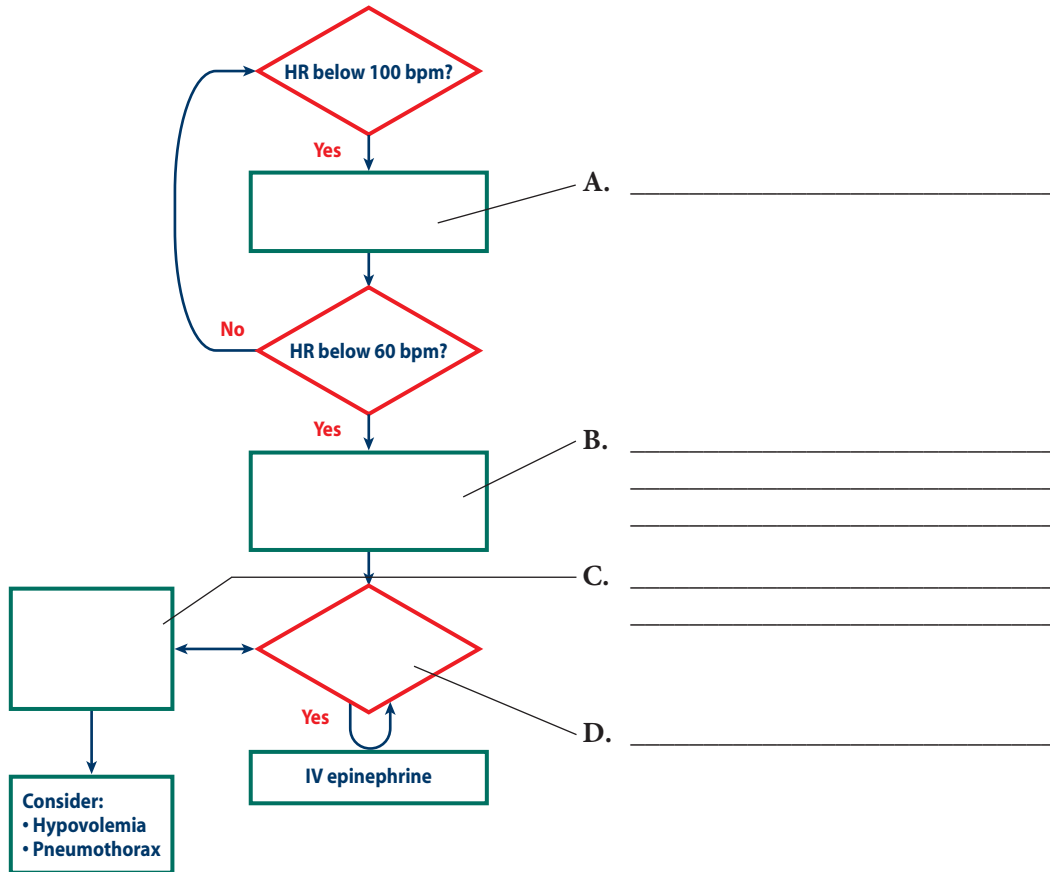 HR below 100 bpm?
Yes
A.
No
HR below 60 bpm?
Yes
B.
C.
Yes
D.
IV epinephrine
Consider:
• Hypovolemia
• Pneumothorax